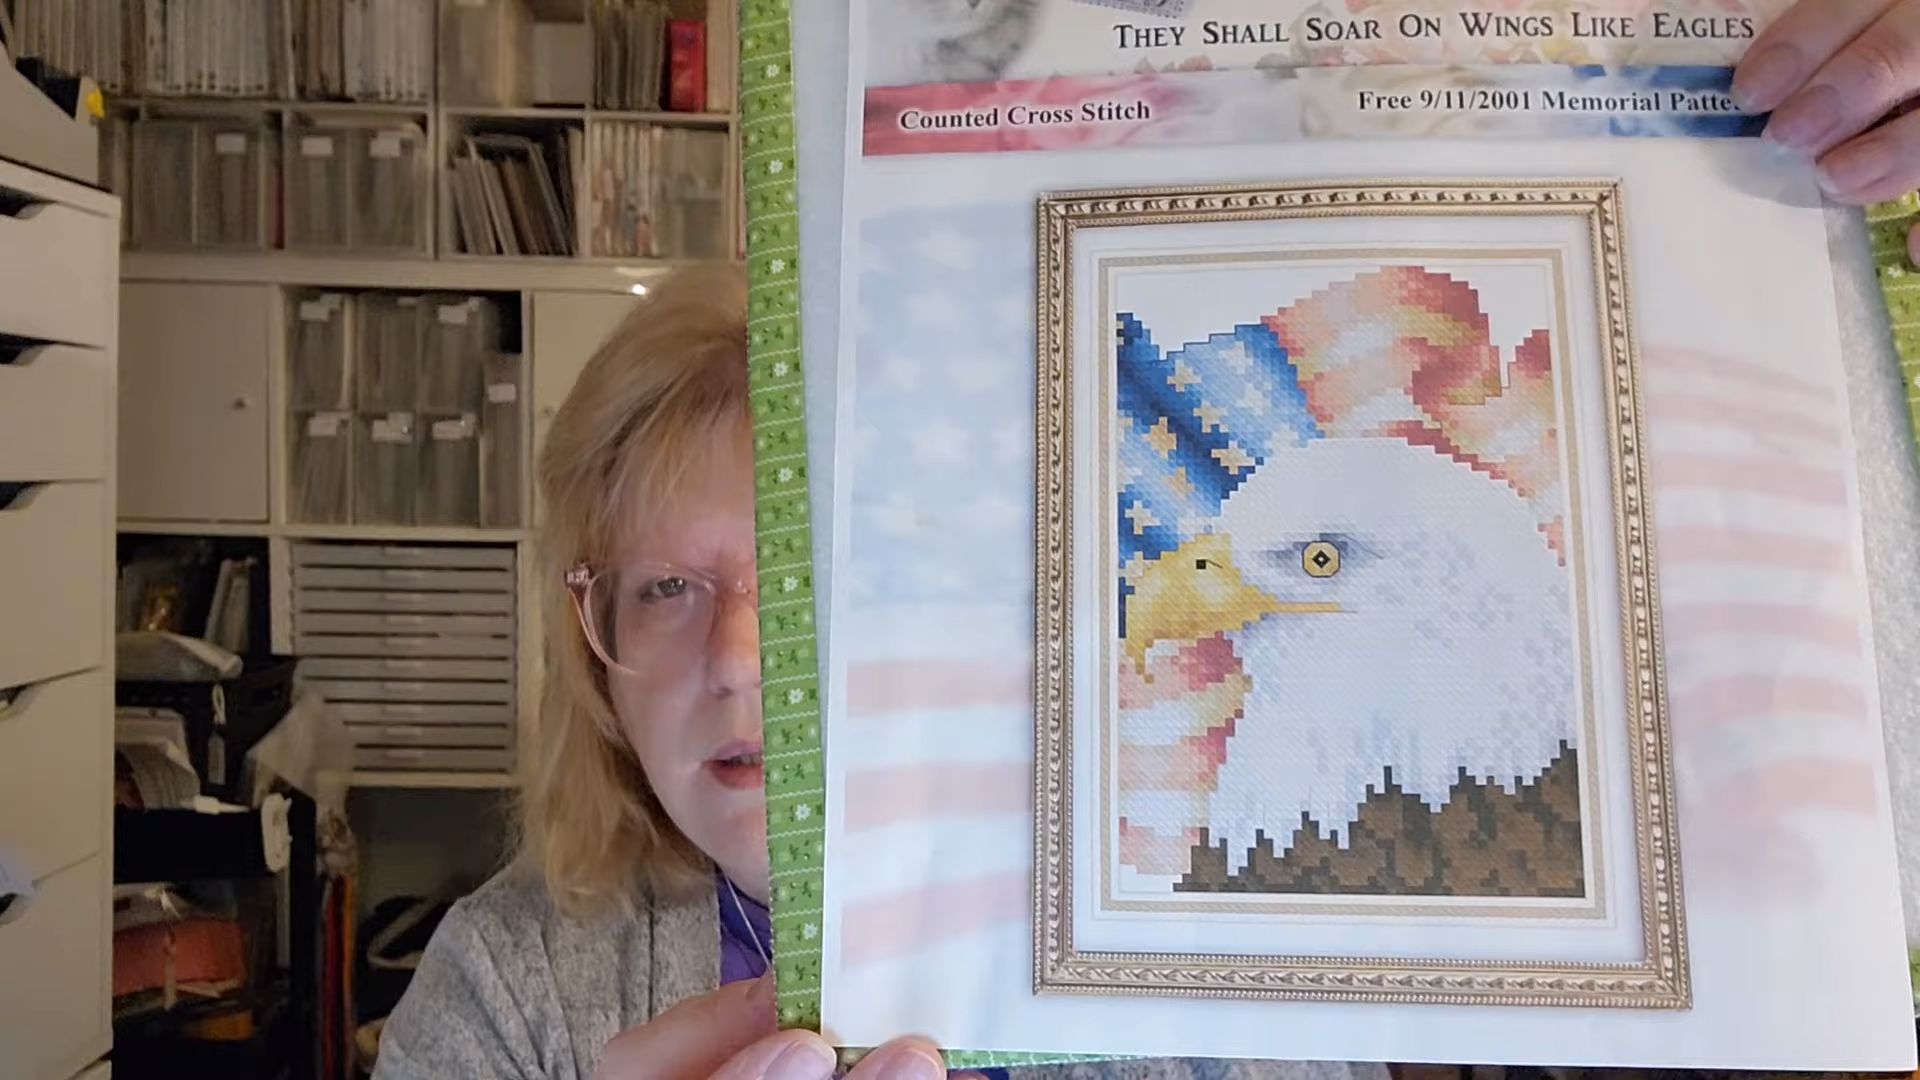 THEY SHALL SOAR ON WINGS LIKE EAGLES
Counted Cross Stitch
Free 9/11/2001 Memorial